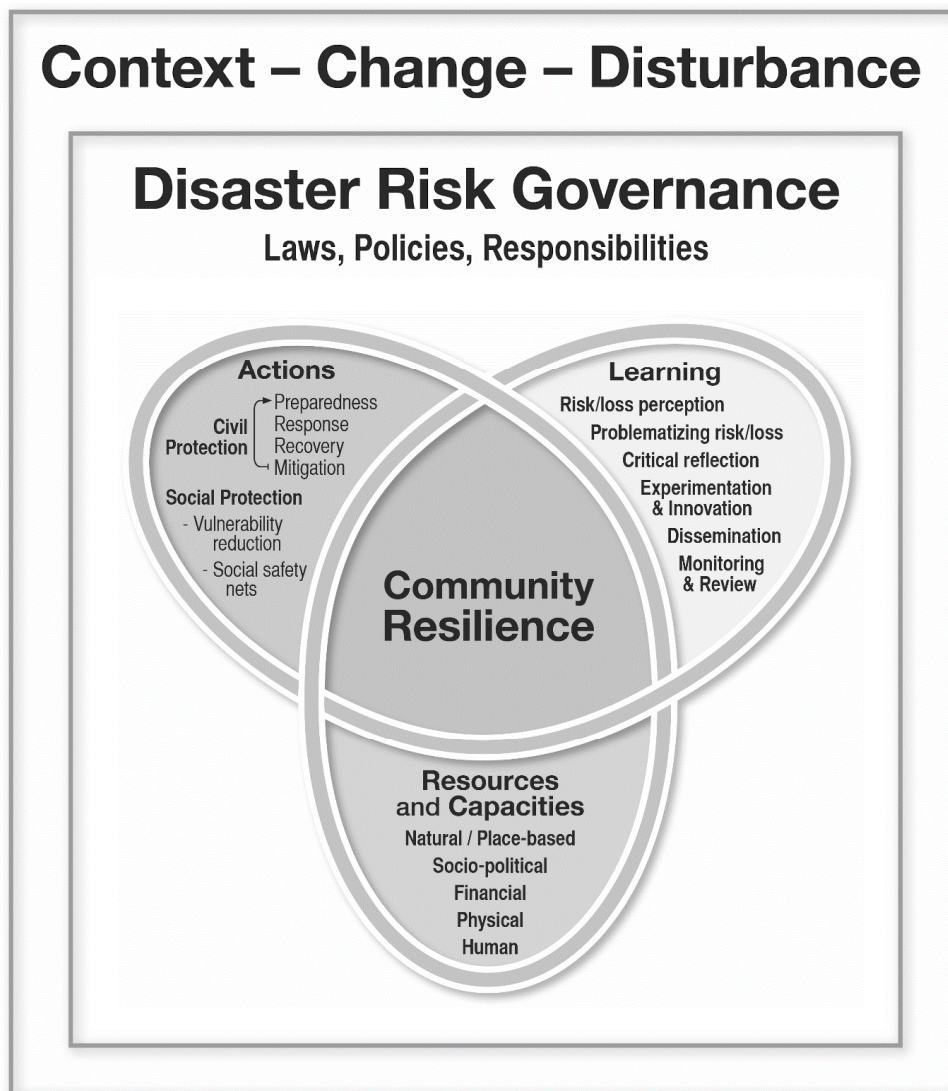 Context – Change – Disturbance
Disaster Risk Governance
Laws, Policies, Responsibilities
Actions
Civil
Protection
Preparedness
Response
Recovery
Mitigation
Social Protection
- Vulnerability
reduction
- Social safety
nets
Learning
Risk/loss perception
Problematizing risk/loss
Critical reflection
Experimentation
& Innovation
Dissemination
Monitoring
& Review
Community
Resilience
Resources
and Capacities
Natural / Place-based
Socio-political
Financial
Physical
Human